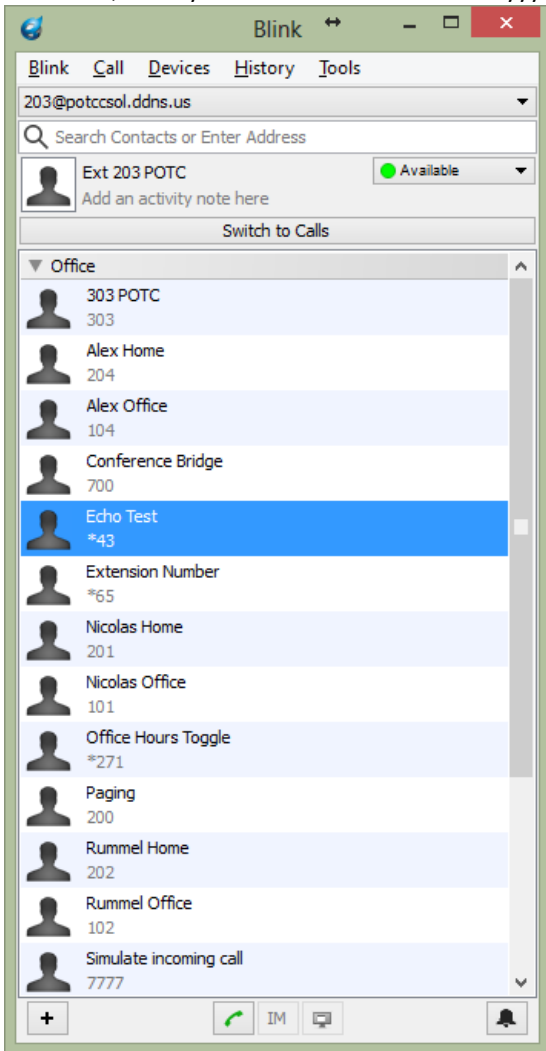 Blink
Blink Call Devices History Tools
203@potccsol.ddns.us
Search Contacts or Enter Address
Ext 203 POTC
Available
Add an activity note here
Switch to Calls
Office
303 POTC
303
Alex Home
204
Alex Office
104
Conference Bridge
700
Echo Test
*43
Extension Number
*65
Nicolas Home
201
Nicolas Office
101
Office Hours Toggle
*271
Paging
200
Rummel Home
202
Rummel Office
102
Simulate incoming call
7777
+ IM